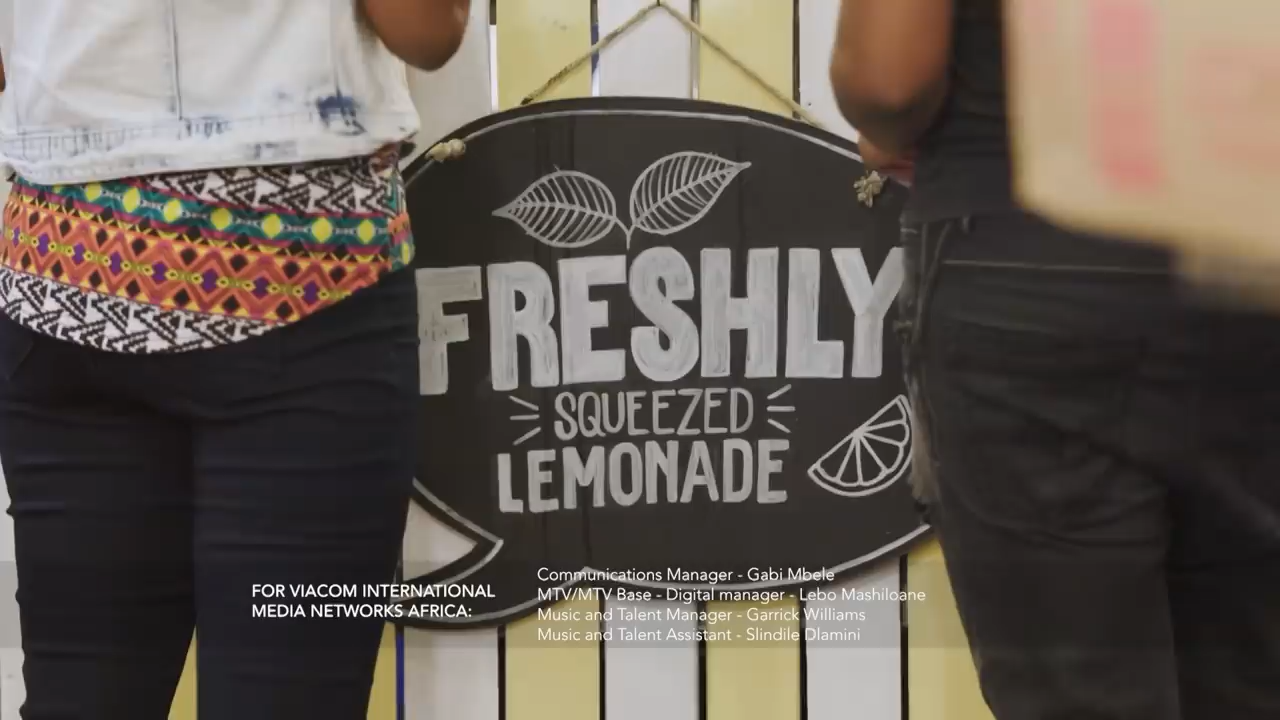 FRESHLY
SQUEEZED
LEMONADE
FOR VIACOM INTERNATIONAL
MEDIA NETWORKS AFRICA:
Communications Manager - Gabi Mbele
MTV/MTV Base - Digital manager - Lebo Mashiloane
Music and Talent Manager - Garrick Williams
Music and Talent Assistant - Slindile Dlamini